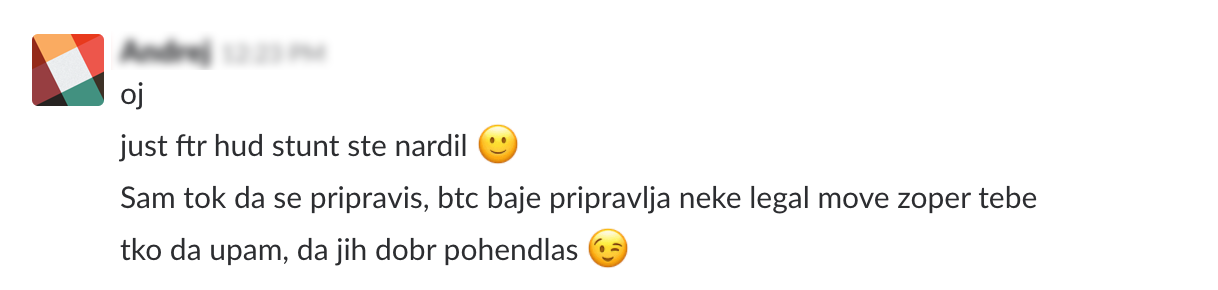 oj
just ftr hud stunt ste nardil 🙂
Sam tok da se pripravis, btc baje pripravlja neke legal move zoper tebe
tko da upam, da jih dobr pohendlas 😉